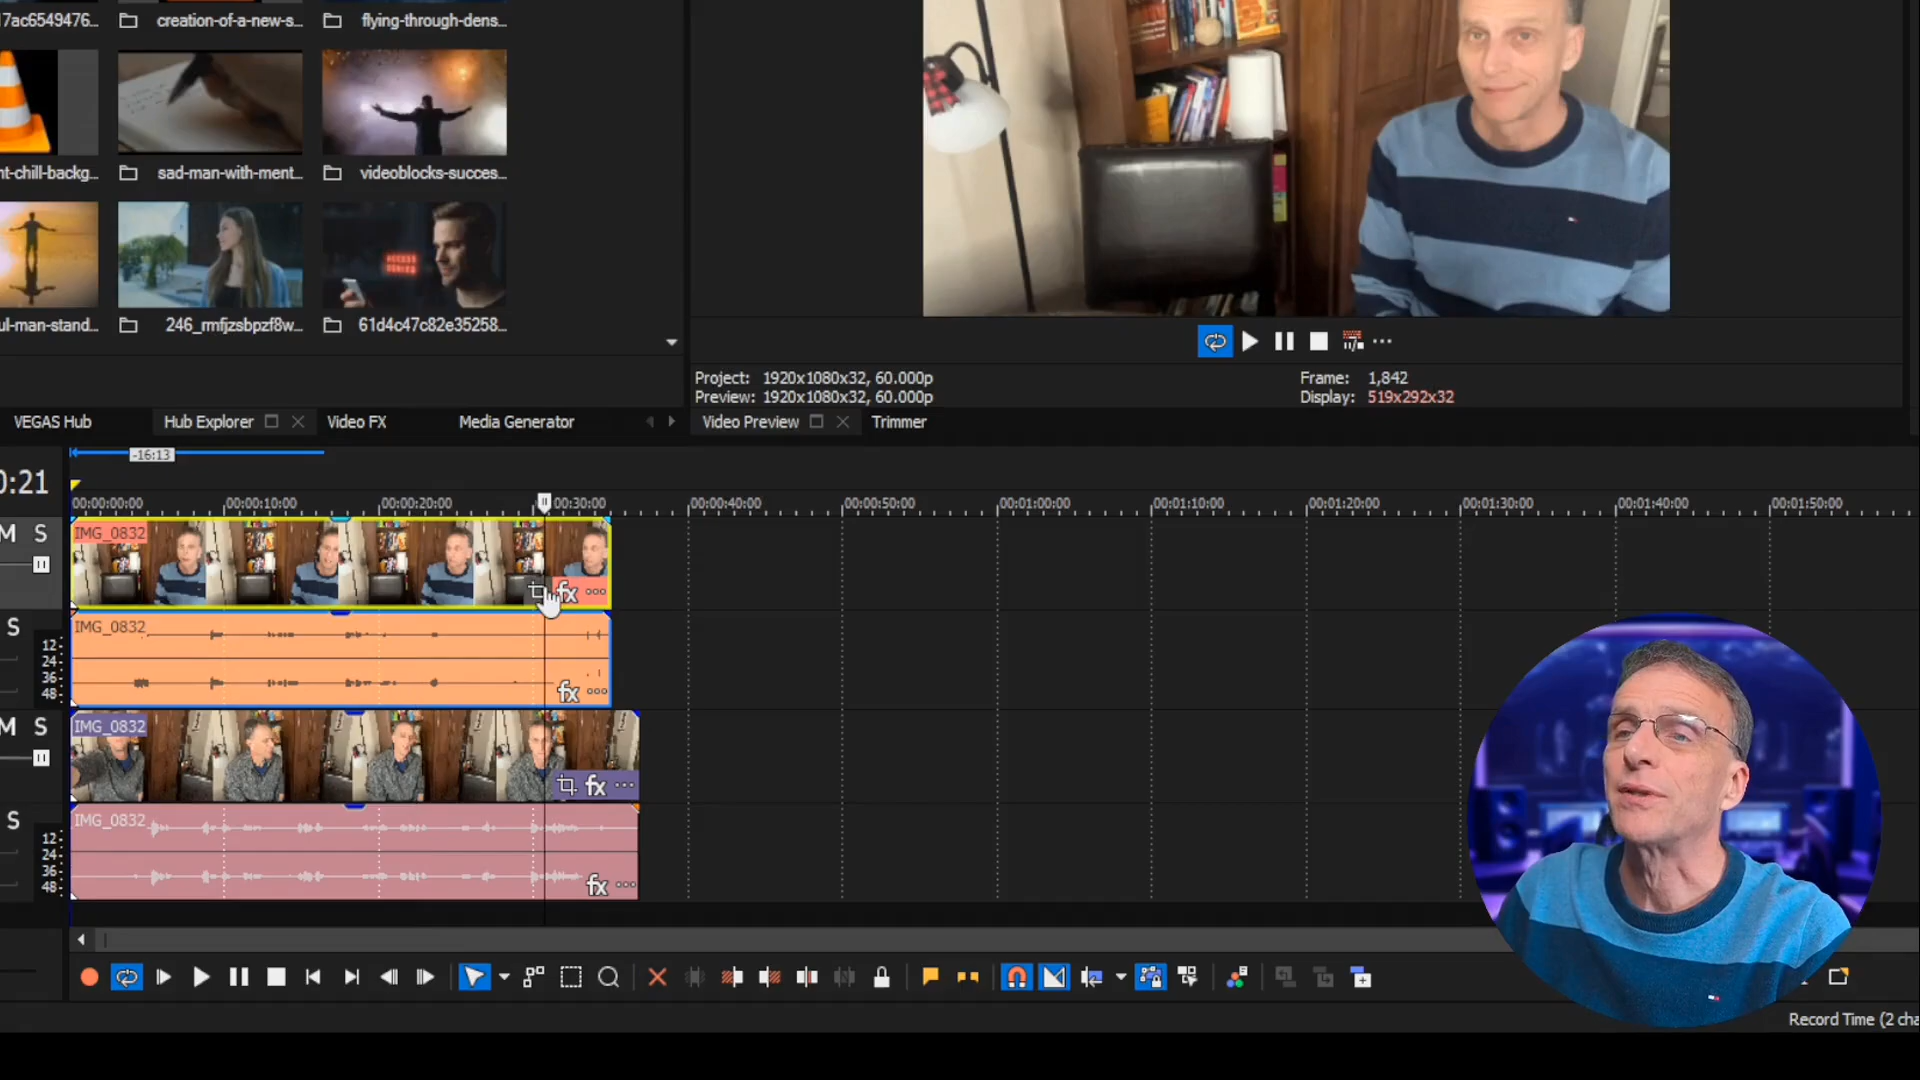 17ac6549476...
creation-of-a-new-s...
flying-through-dens...
nt-chill-backg...
sad-man-with-ment...
videoblocks-succes...
ACCESS
DENIED
ul-man-stand...
246_rmfjzsbpzf8w...
61d4c47c82e35258...
Project: 1920x1080x32, 60.000p
Preview: 1920x1080x32, 60.000p
Frame: 1,842
Display: 519x292x32
VEGAS Hub
Hub Explorer
Video FX
Media Generator
Video Preview
Trimmer
-16:13
0:21
00:00:00:00
00:00:10:00
00:00:20:00
00:30:00
00:00:40:00
00:00:50:00
00:01:00:00
00:01:10:00
00:01:20:00
00:01:30:00
00:01:40:00
00:01:50:00
M S
IMG_0832
fx
S
IMG_0832
12
24
36
48
fx
M S
IMG_0832
fx
S
IMG_0832
12
24
36
48
fx
Record Time (2 cha